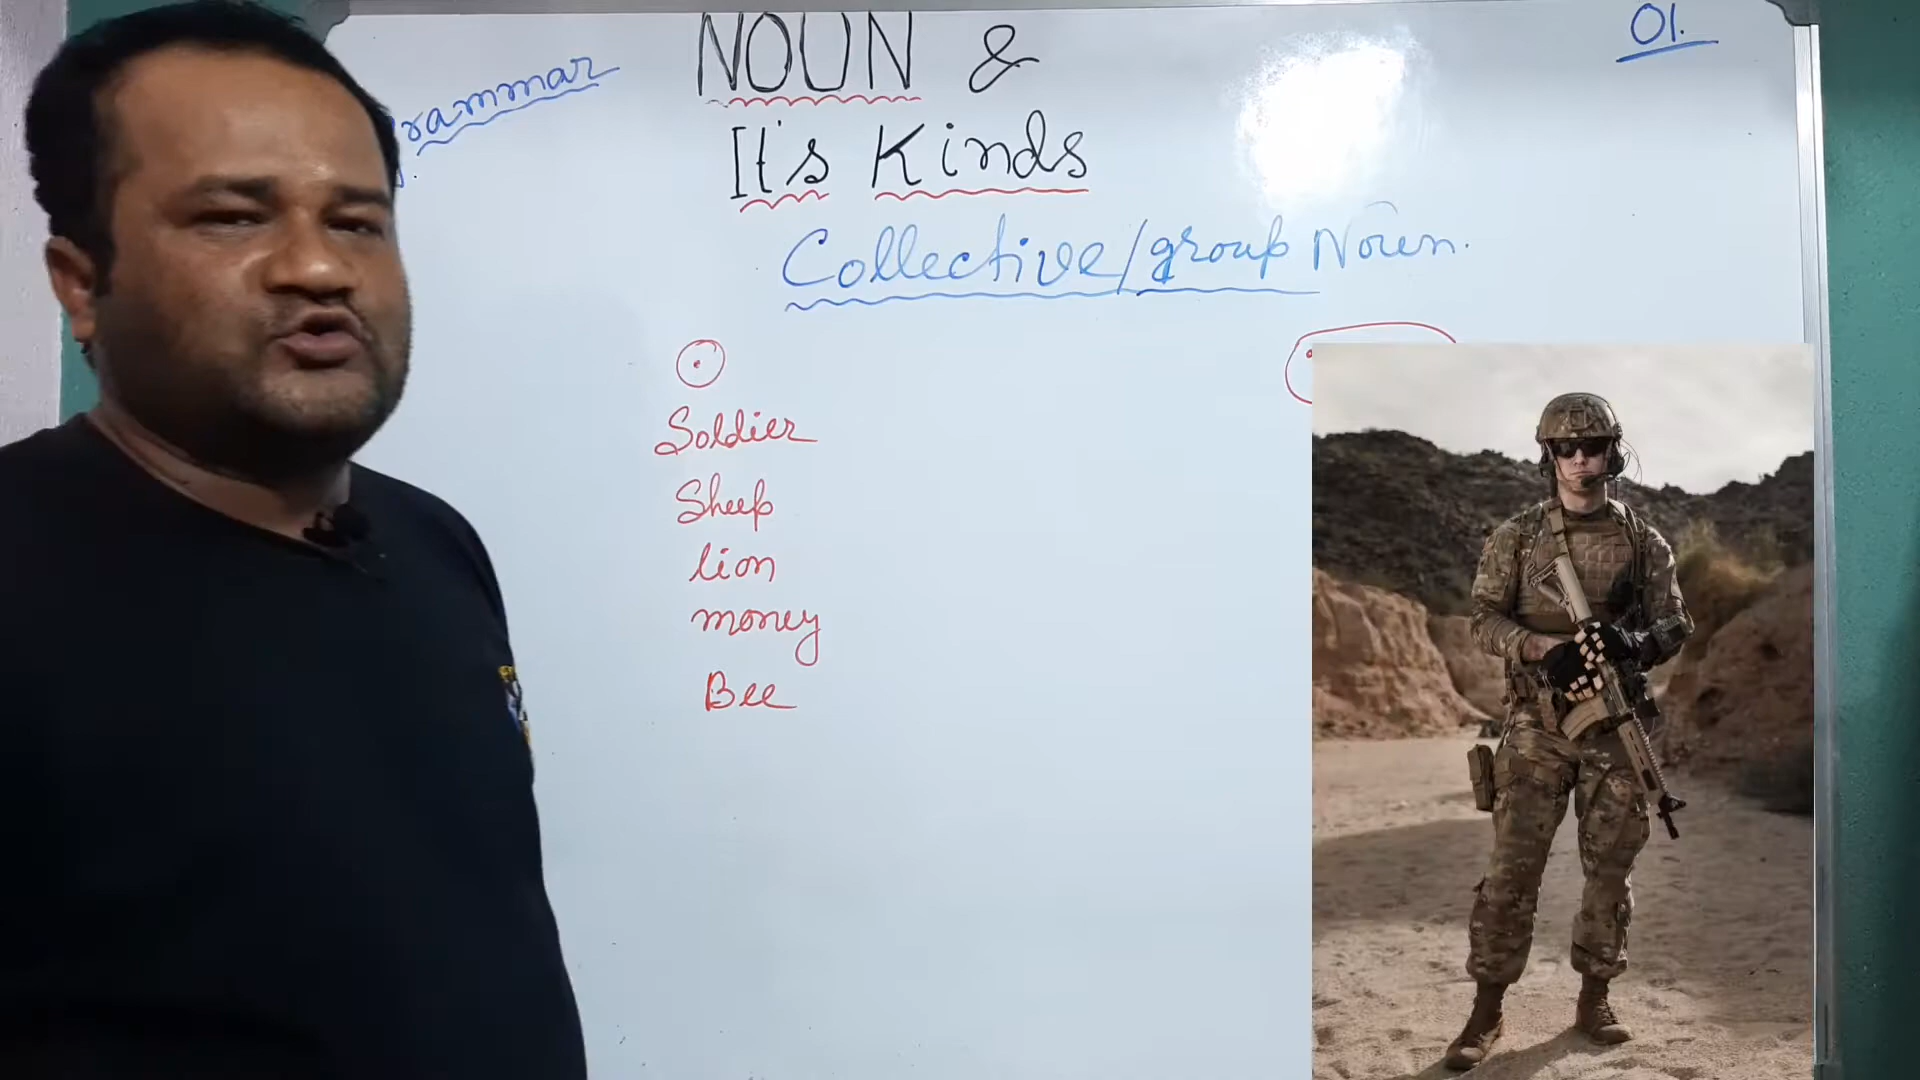 rammar
NOUN &
It's Kinds
01.
Collective/group Noun.
Soldier
Sheep
lion
money
Bee